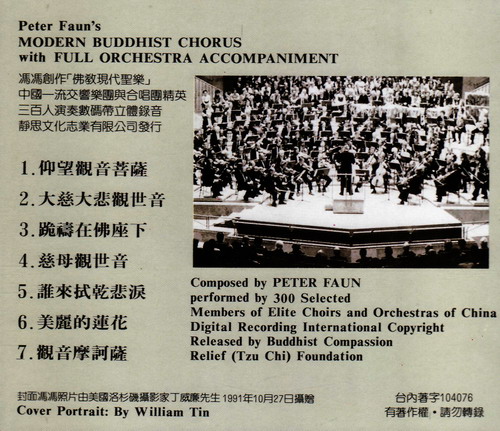 Peter Faun's
MODERN BUDDHIST CHORUS
with FULL ORCHESTRA ACCOMPANIMENT
馮馮創作「佛教現代聖樂」
中國一流交響樂團與合唱團精英
三百人演奏數碼帶立體錄音
靜思文化志業有限公司發行
1.仰望觀音菩薩
2.大慈大悲觀世音
3.跪禱在佛座下
4.慈母觀世音
5.誰來拭乾悲淚
6.美麗的蓮花
7.觀音摩訶薩
Composed by PETER FAUN
performed by 300 Selected
Members of Elite Choirs and Orchestras of China
Digital Recording International Copyright
Released by Buddhist Compassion
Relief (Tzu Chi) Foundation
封面馮馮照片由美國洛杉磯攝影家丁威廉先生1991年10月27日攝贈
Cover Portrait: By William Tin
台內著字104076
有著作權・請勿轉錄